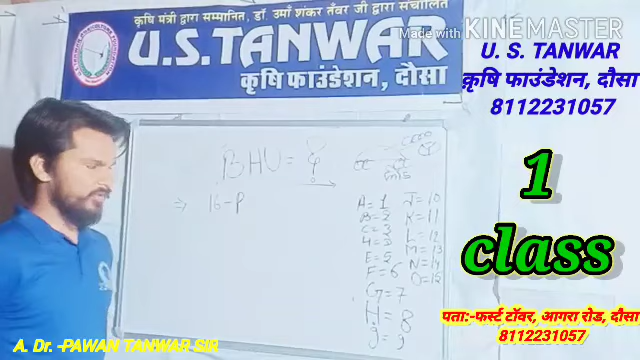 कृषि मंत्री द्वारा सम्मानित, डॉ. उमाँ शंकर तँवर जी द्वारा संचालित
U.S.TANWAR
कृषि फाउंडेशन, दौसा
Made with KINEMASTER
U. S. TANWAR
कृषि फाउंडेशन, दौसा
8112231057
1
class
BHU =
⇒ 16-P
A = 1
B = 2
C = 3
4 = D
E = 5
F = 6
G = 7
H = 8
J = 10
K = 11
L = 12
M = 13
N = 14
O = 15
पता:-फर्स्ट टॉवर, आगरा रोड, दौसा
8112231057
A. Dr. -PAWAN TANWAR SIR